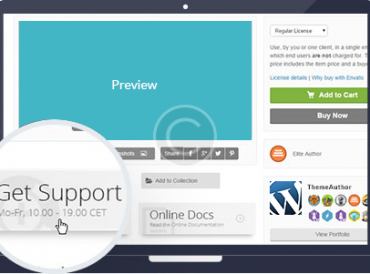 Regular License
Use, by you or one client, in a single en
which end users are not charged for. T
price includes the item price and a buye
License details | Why buy with Envato
Preview
Add to Cart
Buy Now
Share
Elite Author
Add to Collection
Get Support
Mo-Fr, 10.00 - 19.00 CET
Online Docs
Read the Online Documentation
ThemeAuthor
View Portfolio